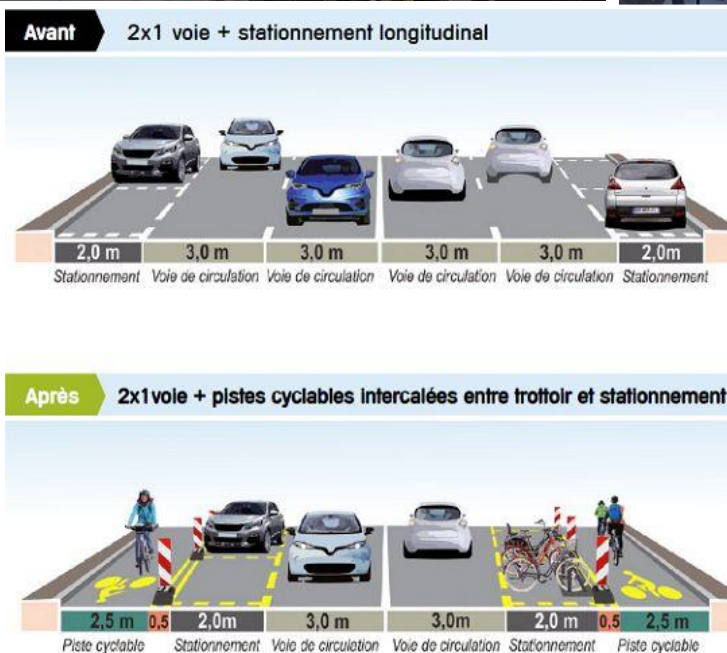 Avant 2x1 voie + stationnement longitudinal
2,0 m 3,0 m 3,0 m 3,0 m 3,0 m 2,0m
Stationnement Voie de circulation Voie de circulation Voie de circulation Voie de circulation Stationnement
Après 2x1voie + pistes cyclables intercalées entre trottoir et stationnement
2,5 m 0,5 2,0m 3,0 m 3,0m 2,0 m 0,5 2,5 m
Piste cyclable Stationnement Voie de circulation Voie de circulation Stationnement Piste cyclable